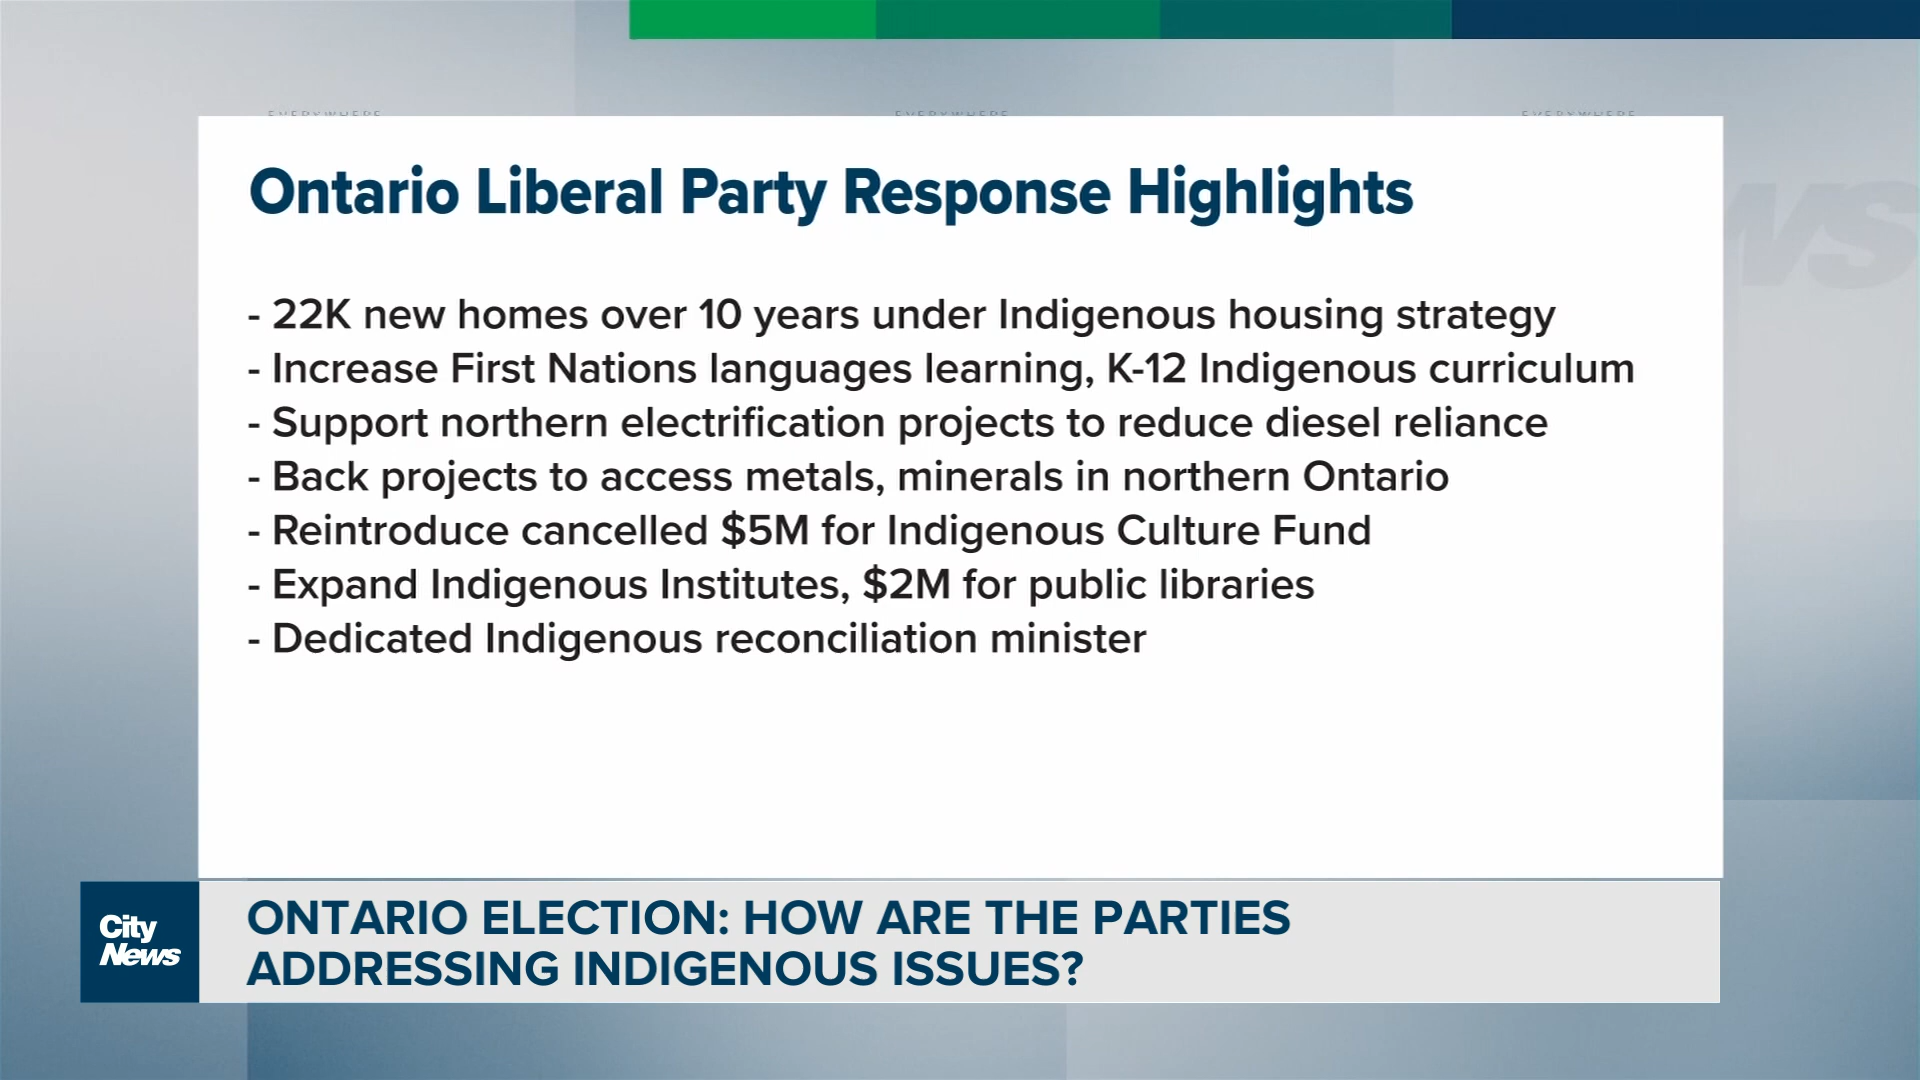 EVERYWHERE EVERYWHERE EVERYWHERE
Ontario Liberal Party Response Highlights
- 22K new homes over 10 years under Indigenous housing strategy
- Increase First Nations languages learning, K-12 Indigenous curriculum
- Support northern electrification projects to reduce diesel reliance
- Back projects to access metals, minerals in northern Ontario
- Reintroduce cancelled $5M for Indigenous Culture Fund
- Expand Indigenous Institutes, $2M for public libraries
- Dedicated Indigenous reconciliation minister
City
News
ONTARIO ELECTION: HOW ARE THE PARTIES
ADDRESSING INDIGENOUS ISSUES?